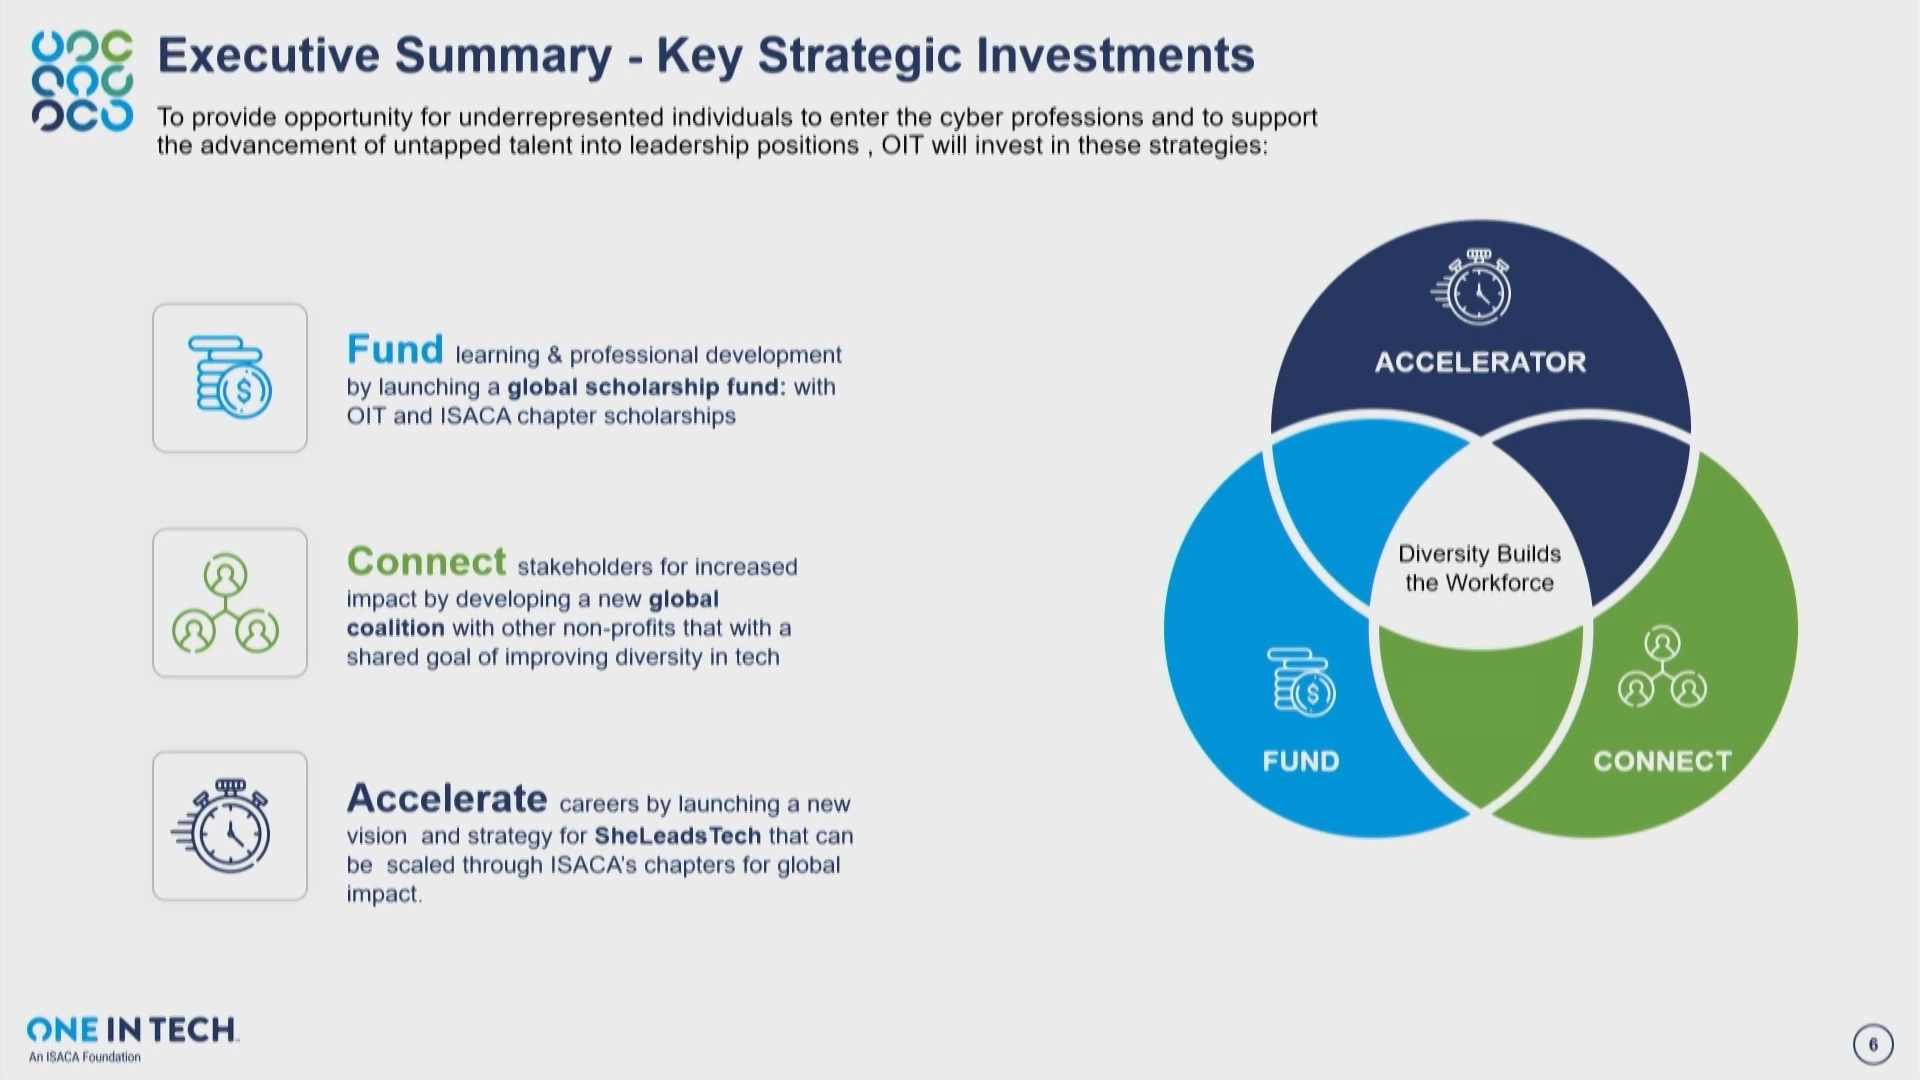 Executive Summary - Key Strategic Investments
To provide opportunity for underrepresented individuals to enter the cyber professions and to support
the advancement of untapped talent into leadership positions , OIT will invest in these strategies:
Fund learning & professional development
by launching a global scholarship fund: with
OIT and ISACA chapter scholarships
Connect stakeholders for increased
impact by developing a new global
coalition with other non-profits that with a
shared goal of improving diversity in tech
Accelerate careers by launching a new
vision  and strategy for SheLeadsTech that can
be  scaled through ISACA's chapters for global
impact.
ACCELERATOR
Diversity Builds
the Workforce
FUND
CONNECT
ONE IN TECH
An ISACA Foundation
6